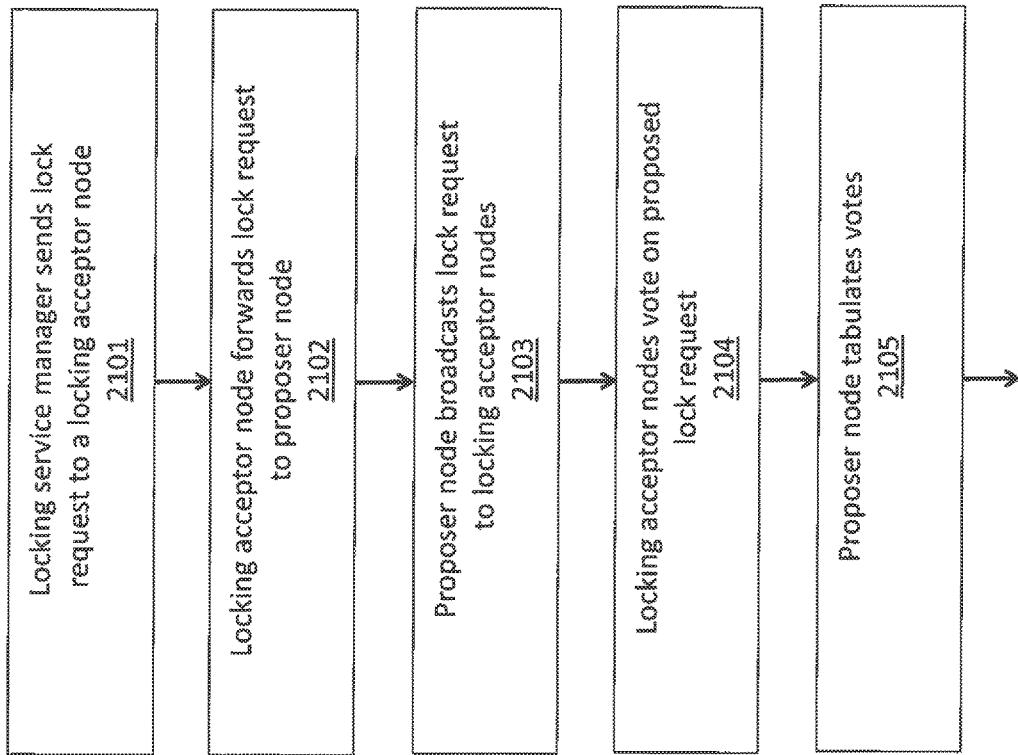 Locking service manager sends lock
request to a locking acceptor node
2101
Locking acceptor node forwards lock request
to proposer node
2102
Proposer node broadcasts lock request
to locking acceptor nodes
2103
Locking acceptor nodes vote on proposed
lock request
2104
Proposer node tabulates votes
2105